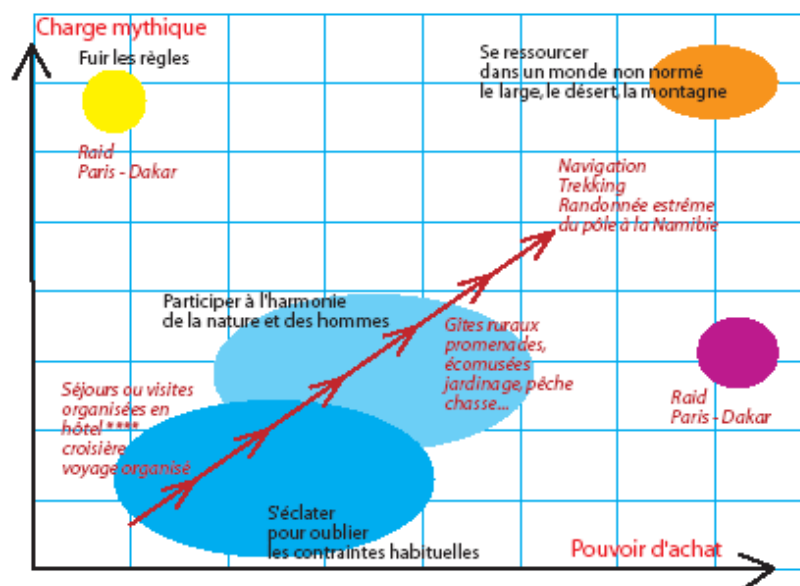 Charge mythique
Fuir les règles
Raid
Paris - Dakar
Se ressourcer
dans un monde non normé
le large, le désert, la montagne
Navigation
Trekking
Randonnée estrême
du pôle à la Namibie
Participer à l'harmonie
de la nature et des hommes
Gîtes ruraux
promenades,
écomusées
jardinage, pêche
chasse...
Raid
Paris - Dakar
Séjours ou visites
organisées en
hôtel ****
croisière
voyage organisé
S'éclater
pour oublier
les contraintes habituelles
Pouvoir d'achat